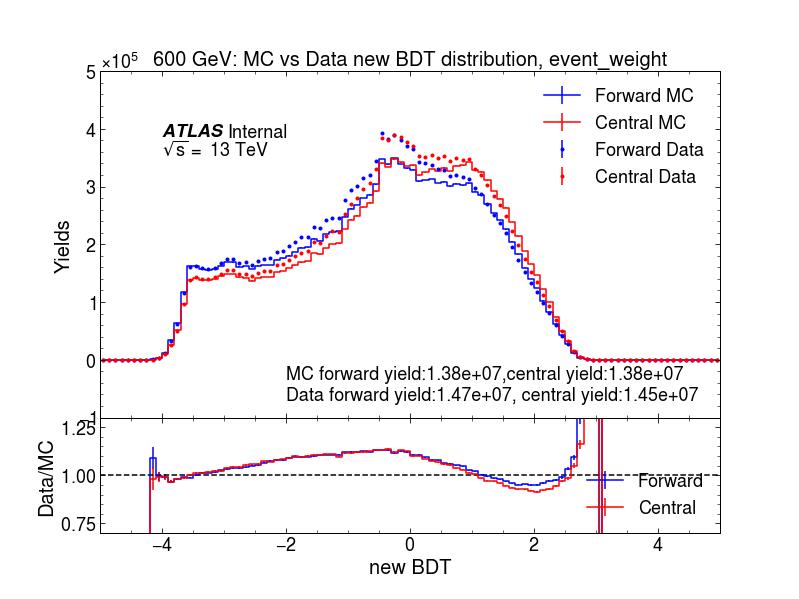 ×10⁵ 600 GeV: MC vs Data new BDT distribution, event_weight
5
4
3
2
1
0
−1
Yields
ATLAS Internal
√s = 13 TeV
Forward MC
Central MC
Forward Data
Central Data
MC forward yield:1.38e+07,central yield:1.38e+07
Data forward yield:1.47e+07, central yield:1.45e+07
1.25
1.00
0.75
Data/MC
Forward
Central
−4 −2 0 2 4
new BDT